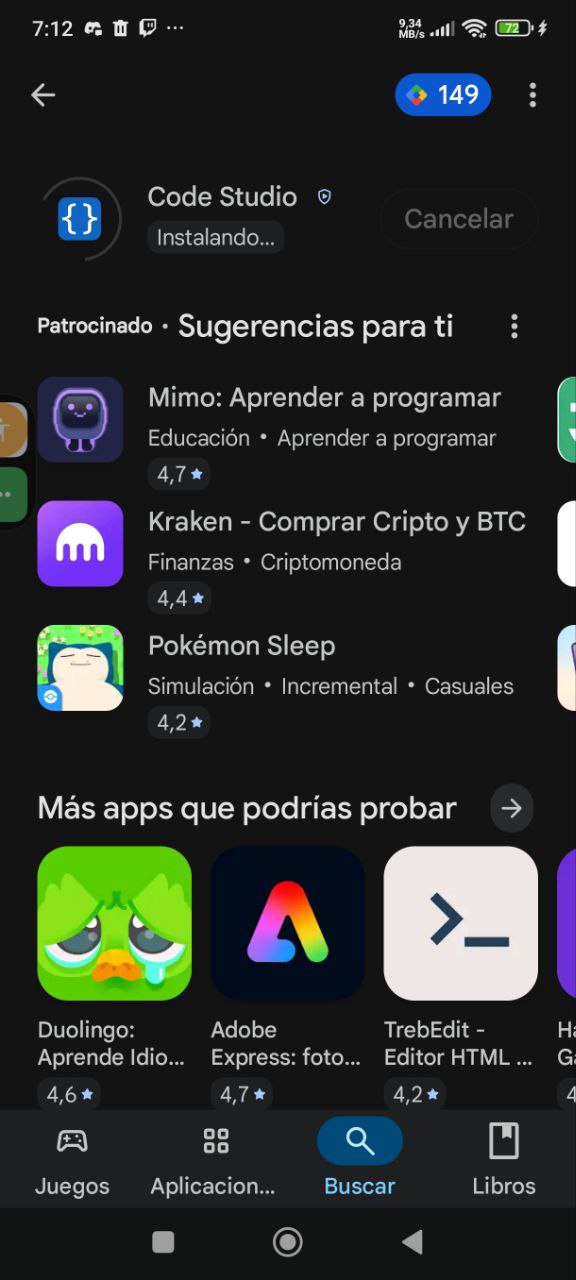 7:12 ...
9,34
MB/s
72
149
{} Code Studio
Instalando...
Cancelar
Patrocinado • Sugerencias para ti
Mimo: Aprender a programar
Educación • Aprender a programar
4,7
Kraken - Comprar Cripto y BTC
Finanzas • Criptomoneda
4,4
Pokémon Sleep
Simulación • Incremental • Casuales
4,2
Más apps que podrías probar
Duolingo:
Aprende Idio...
4,6
Adobe
Express: foto...
4,7
TrebEdit -
Editor HTML ...
4,2
Juegos
Aplicacion...
Buscar
Libros